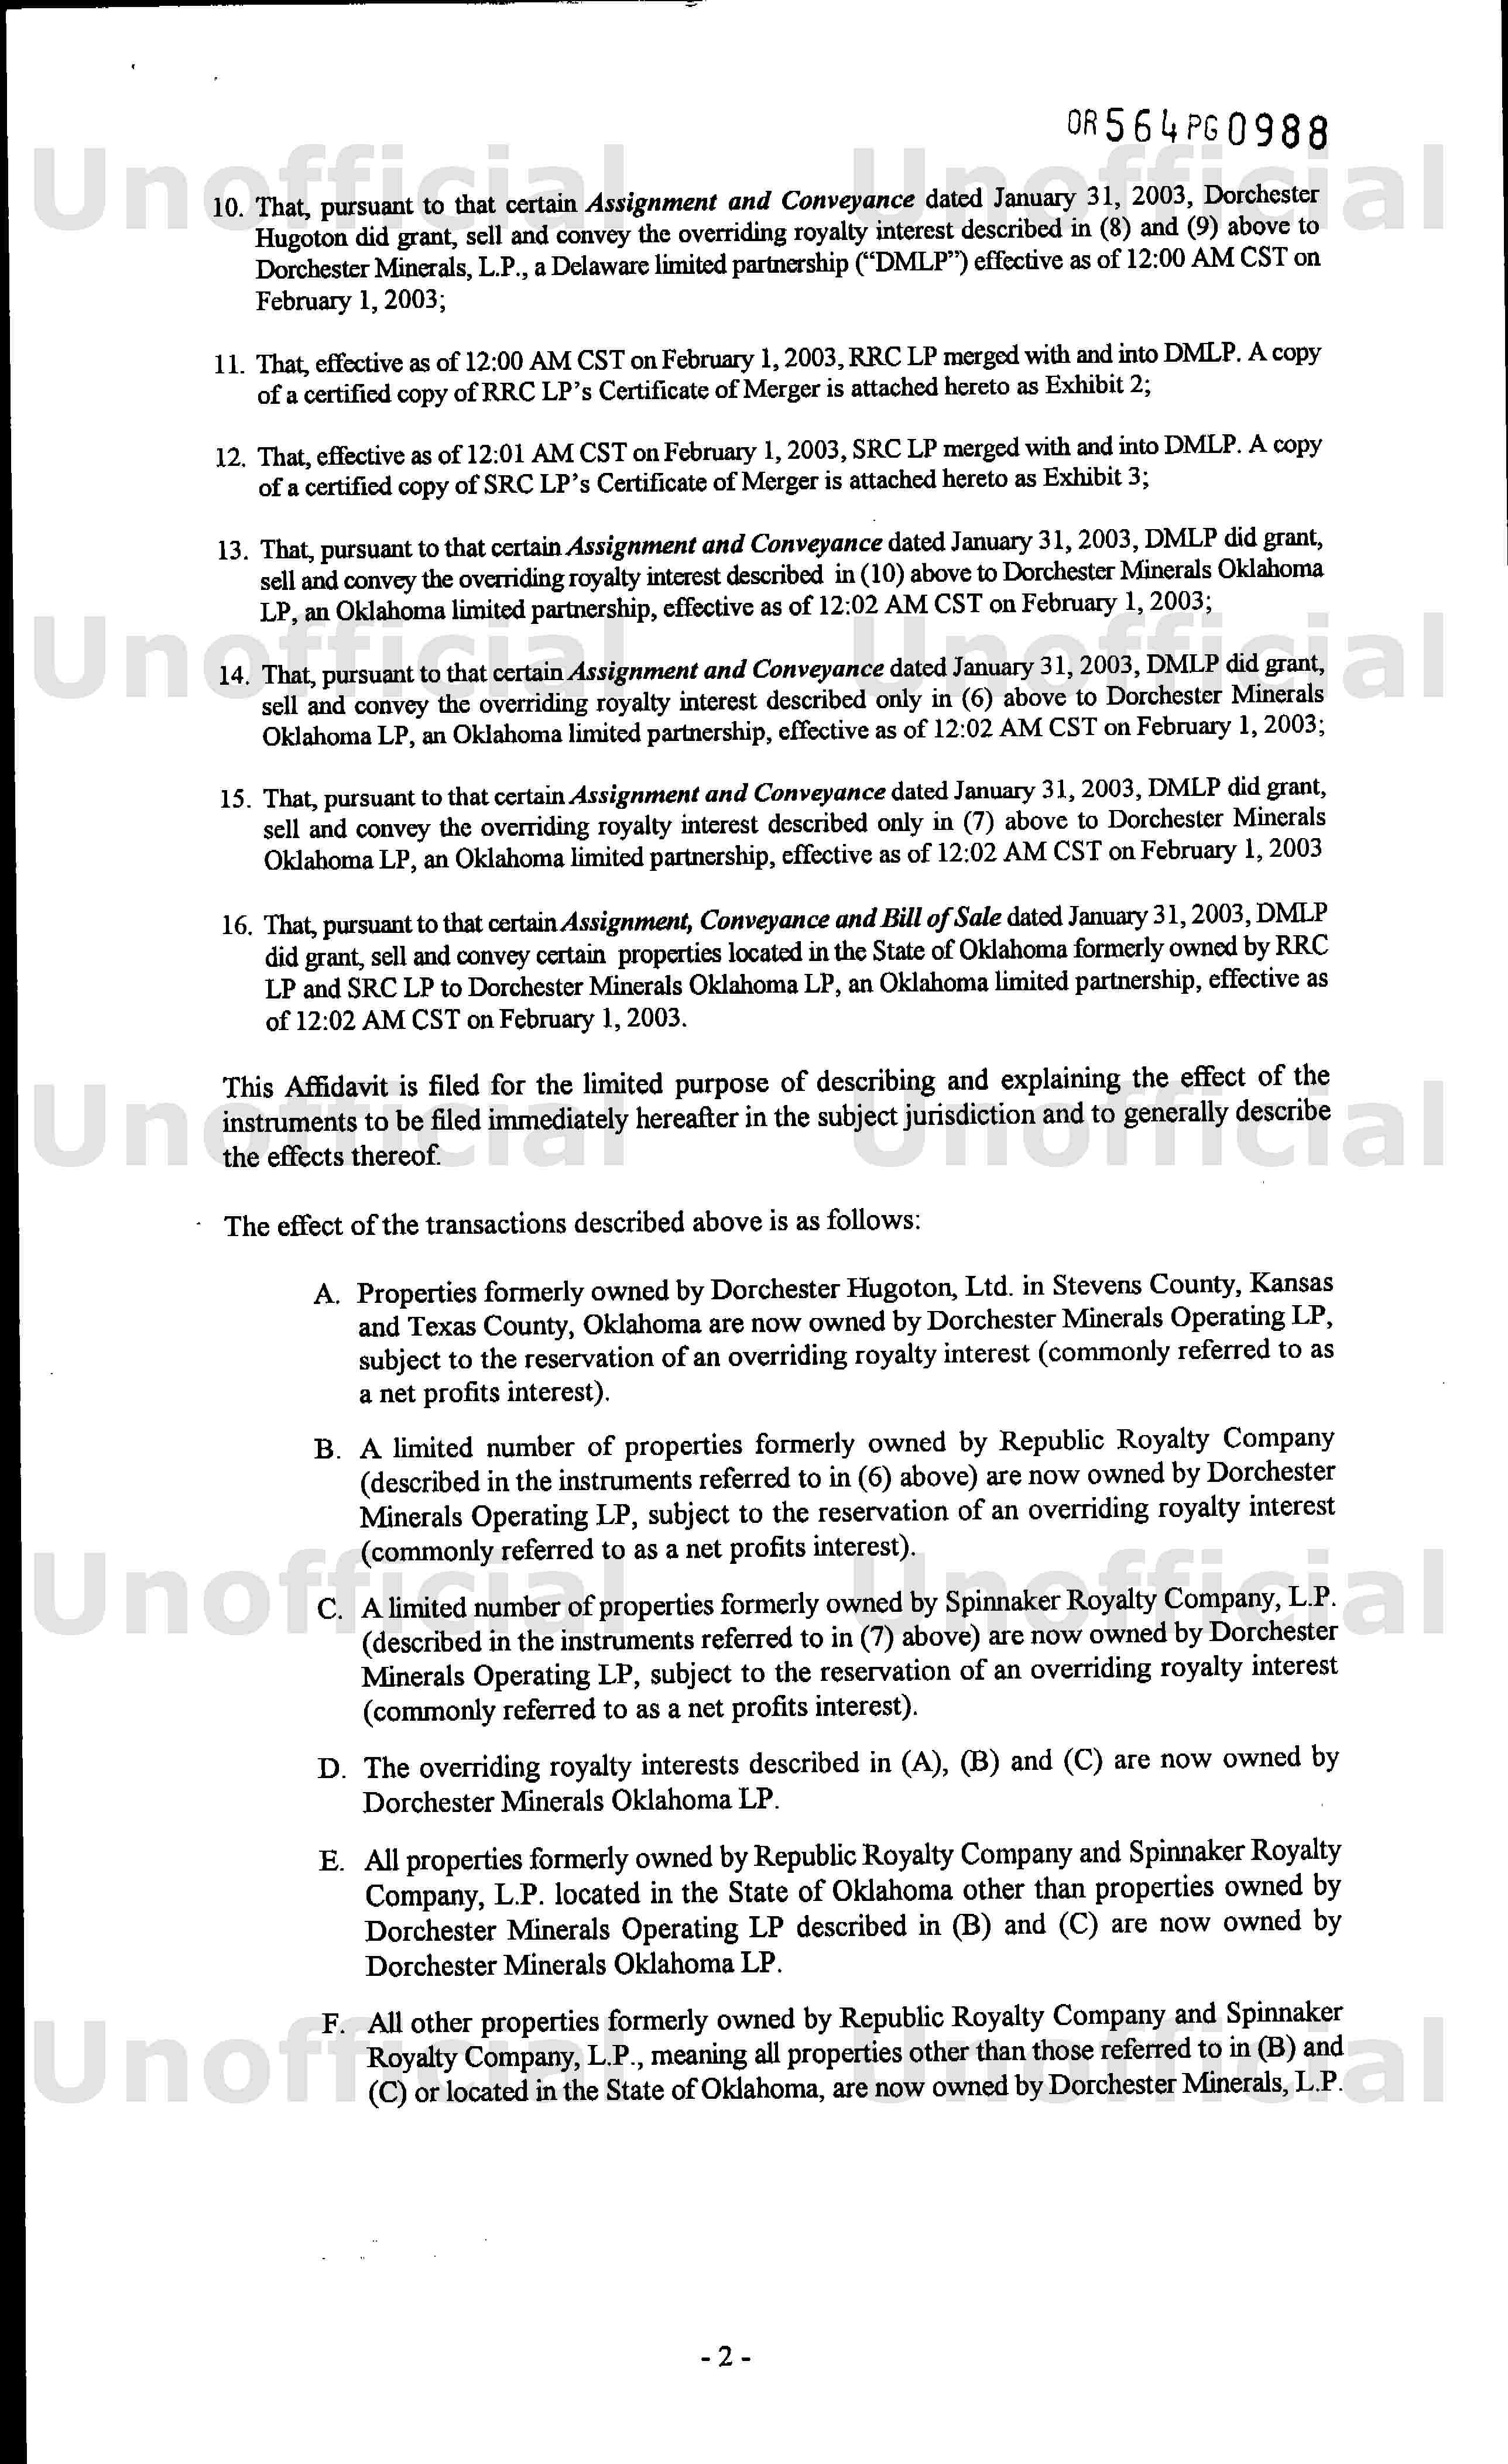 OR 564 PG 0988
10. That, pursuant to that certain Assignment and Conveyance dated January 31, 2003, Dorchester
Hugoton did grant, sell and convey the overriding royalty interest described in (8) and (9) above to
Dorchester Minerals, L.P., a Delaware limited partnership (“DMLP”) effective as of 12:00 AM CST on
February 1, 2003;
11. That, effective as of 12:00 AM CST on February 1, 2003, RRC LP merged with and into DMLP. A copy
of a certified copy of RRC LP’s Certificate of Merger is attached hereto as Exhibit 2;
12. That, effective as of 12:01 AM CST on February 1, 2003, SRC LP merged with and into DMLP. A copy
of a certified copy of SRC LP’s Certificate of Merger is attached hereto as Exhibit 3;
13. That, pursuant to that certain Assignment and Conveyance dated January 31, 2003, DMLP did grant,
sell and convey the overriding royalty interest described in (10) above to Dorchester Minerals Oklahoma
LP, an Oklahoma limited partnership, effective as of 12:02 AM CST on February 1, 2003;
14. That, pursuant to that certain Assignment and Conveyance dated January 31, 2003, DMLP did grant,
sell and convey the overriding royalty interest described only in (6) above to Dorchester Minerals
Oklahoma LP, an Oklahoma limited partnership, effective as of 12:02 AM CST on February 1, 2003;
15. That, pursuant to that certain Assignment and Conveyance dated January 31, 2003, DMLP did grant,
sell and convey the overriding royalty interest described only in (7) above to Dorchester Minerals
Oklahoma LP, an Oklahoma limited partnership, effective as of 12:02 AM CST on February 1, 2003
16. That, pursuant to that certain Assignment, Conveyance and Bill of Sale dated January 31, 2003, DMLP
did grant, sell and convey certain properties located in the State of Oklahoma formerly owned by RRC
LP and SRC LP to Dorchester Minerals Oklahoma LP, an Oklahoma limited partnership, effective as
of 12:02 AM CST on February 1, 2003.
This Affidavit is filed for the limited purpose of describing and explaining the effect of the
instruments to be filed immediately hereafter in the subject jurisdiction and to generally describe
the effects thereof.
The effect of the transactions described above is as follows:
A. Properties formerly owned by Dorchester Hugoton, Ltd. in Stevens County, Kansas
and Texas County, Oklahoma are now owned by Dorchester Minerals Operating LP,
subject to the reservation of an overriding royalty interest (commonly referred to as
a net profits interest).
B. A limited number of properties formerly owned by Republic Royalty Company
(described in the instruments referred to in (6) above) are now owned by Dorchester
Minerals Operating LP, subject to the reservation of an overriding royalty interest
(commonly referred to as a net profits interest).
C. A limited number of properties formerly owned by Spinnaker Royalty Company, L.P.
(described in the instruments referred to in (7) above) are now owned by Dorchester
Minerals Operating LP, subject to the reservation of an overriding royalty interest
(commonly referred to as a net profits interest).
D. The overriding royalty interests described in (A), (B) and (C) are now owned by
Dorchester Minerals Oklahoma LP.
E. All properties formerly owned by Republic Royalty Company and Spinnaker Royalty
Company, L.P. located in the State of Oklahoma other than properties owned by
Dorchester Minerals Operating LP described in (B) and (C) are now owned by
Dorchester Minerals Oklahoma LP.
F. All other properties formerly owned by Republic Royalty Company and Spinnaker
Royalty Company, L.P., meaning all properties other than those referred to in (B) and
(C) or located in the State of Oklahoma, are now owned by Dorchester Minerals, L.P.
- 2 -
Unofficial Unofficial
Unofficial Unofficial
Unofficial Unofficial
Unofficial Unofficial
Unofficial Unofficial